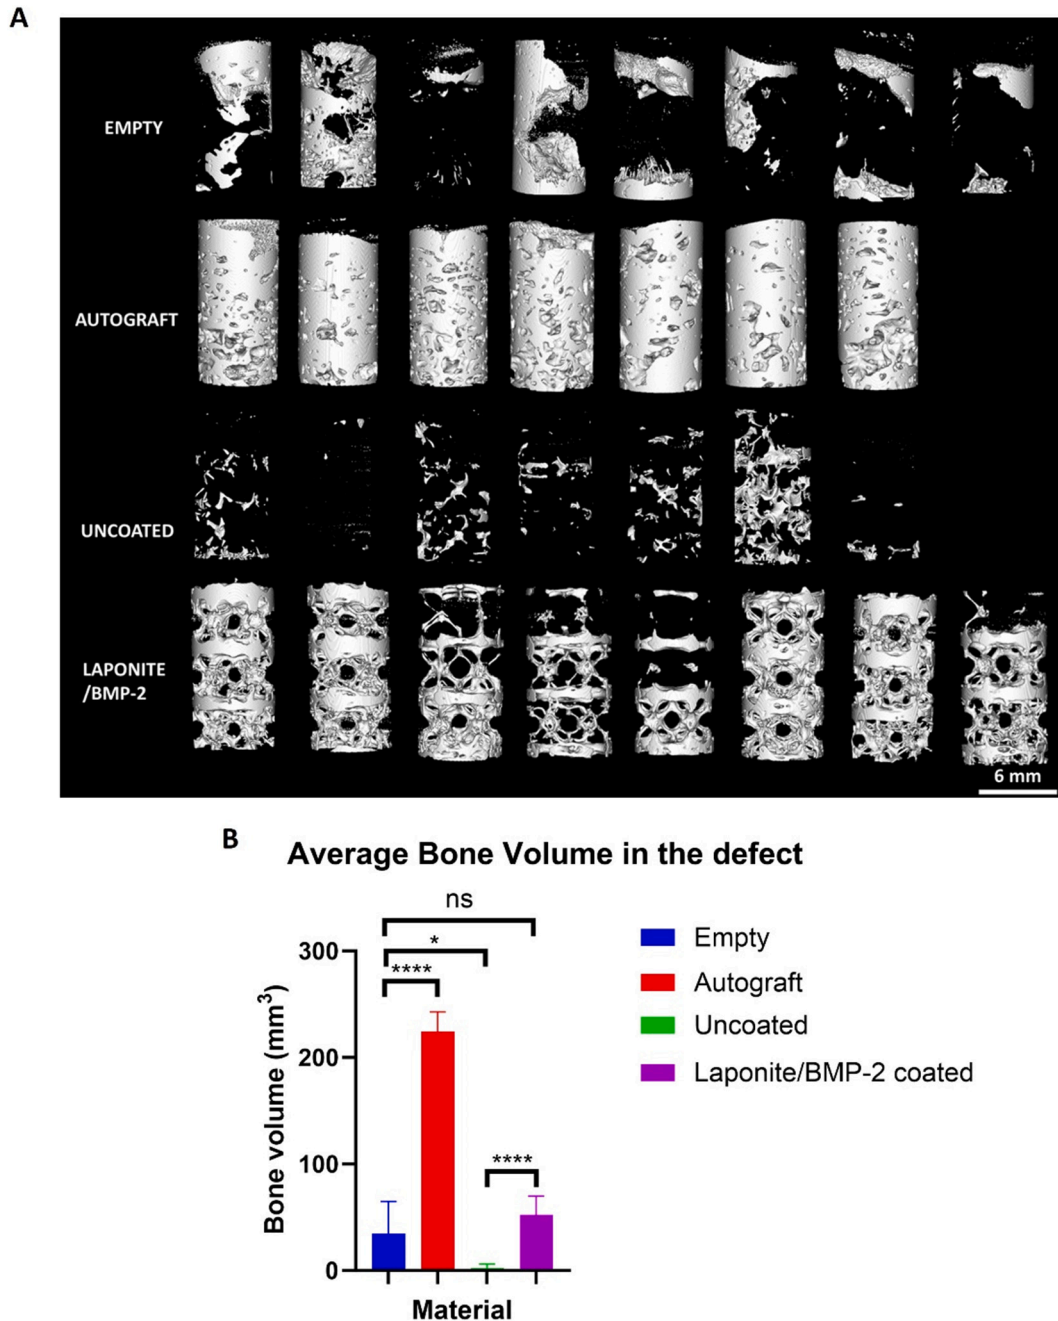 A
EMPTY
AUTOGRAFT
UNCOATED
LAPONITE
/BMP-2
6 mm
B
Average Bone Volume in the defect
ns
*
****
****
300
200
100
0
Bone volume (mm³)
Material
Empty
Autograft
Uncoated
Laponite/BMP-2 coated